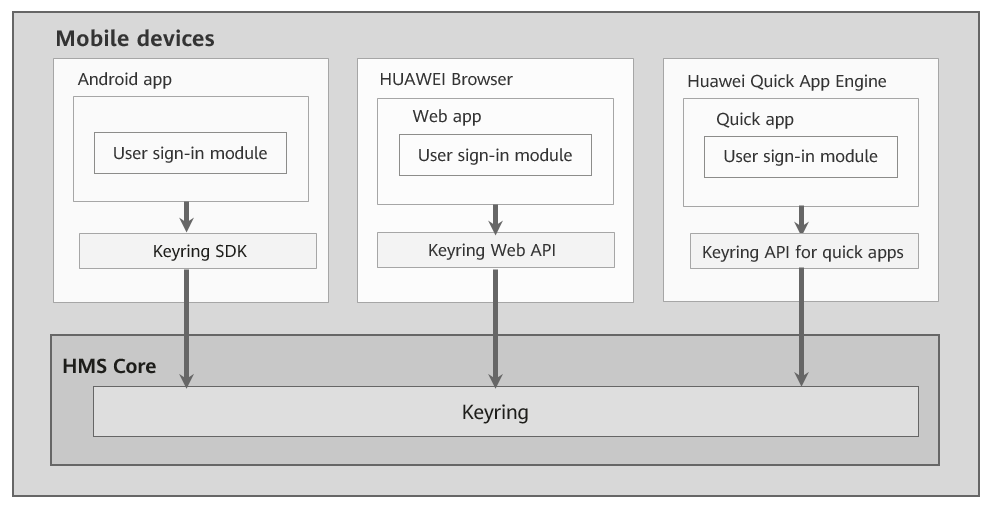 Mobile devices
Android app
User sign-in module
Keyring SDK
HUAWEI Browser
Web app
User sign-in module
Keyring Web API
Huawei Quick App Engine
Quick app
User sign-in module
Keyring API for quick apps
HMS Core
Keyring